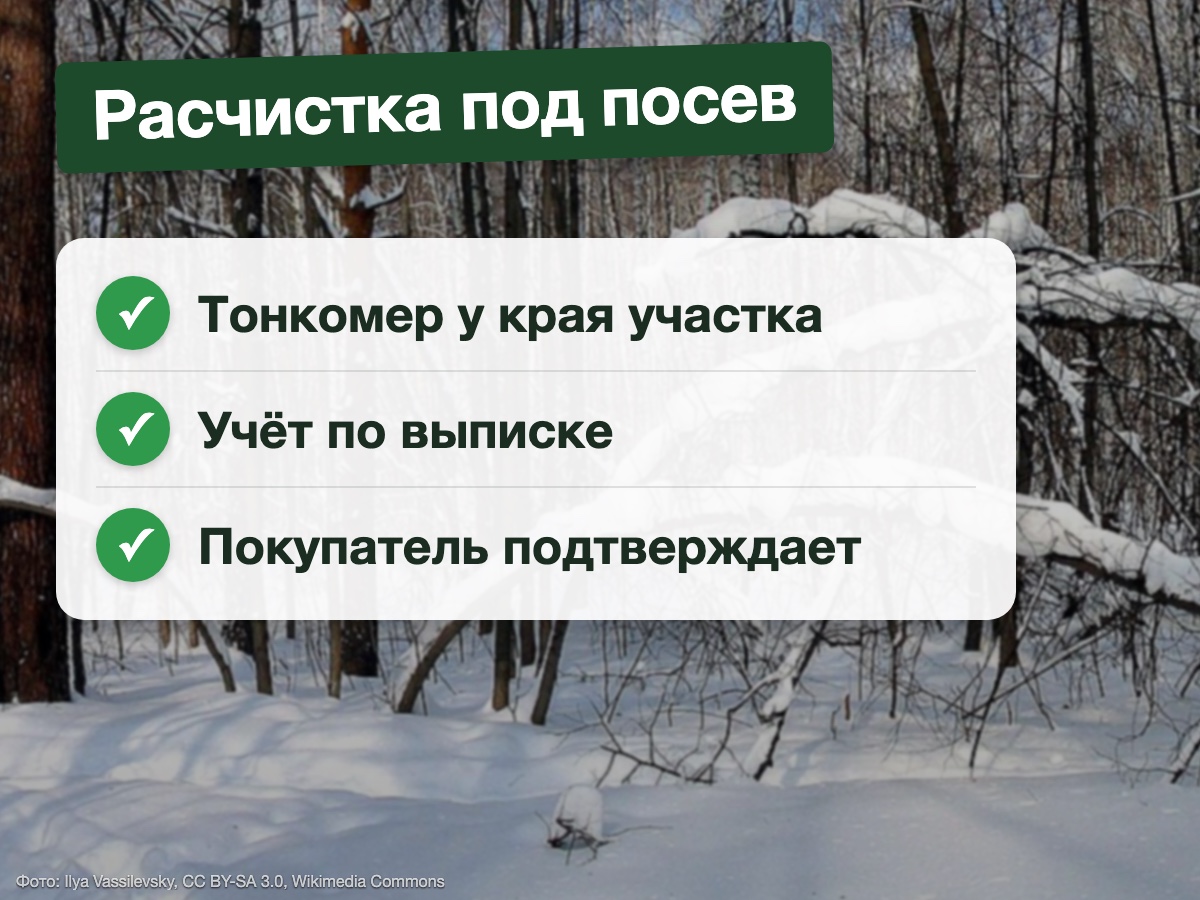 Расчистка под посев
Тонкомер у края участка
Учёт по выписке
Покупатель подтверждает
Фото: Ilya Vassilevsky, CC BY-SA 3.0, Wikimedia Commons